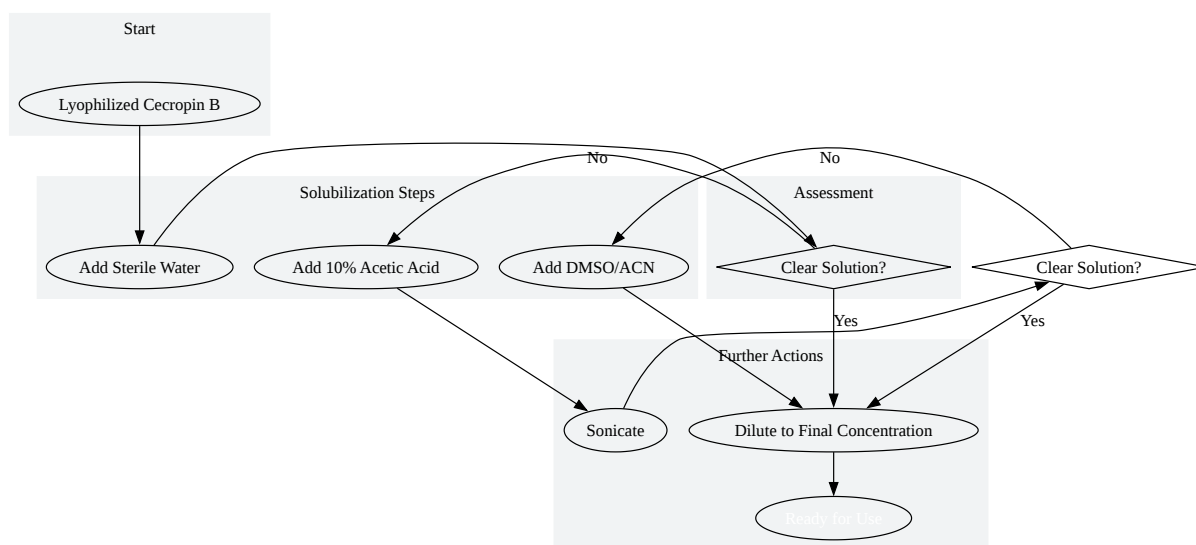 Start
Lyophilized Cecropin B
No
No
Solubilization Steps
Assessment
Add Sterile Water
Add 10% Acetic Acid
Add DMSO/ACN
Clear Solution?
Clear Solution?
Yes
Yes
Further Actions
Sonicate
Dilute to Final Concentration
Ready for Use